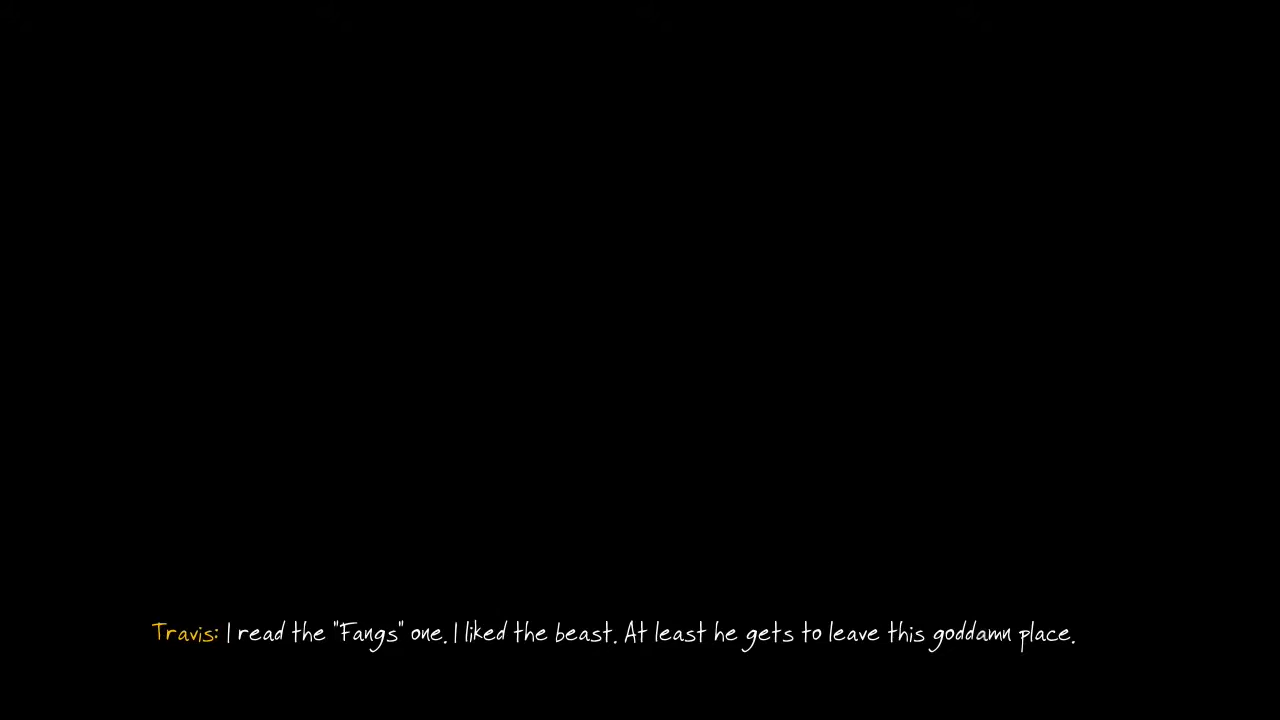 Travis: I read the "Fangs" one. I liked the beast. At least he gets to leave this goddamn place.